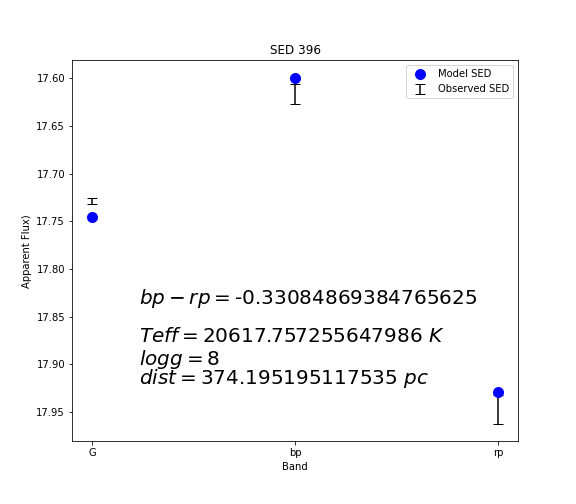 SED 396
Model SED
Observed SED
17.60
17.65
17.70
17.75
17.80
17.85
17.90
17.95
Apparent Flux)
bp − rp = -0.33084869384765625
Teff = 20617.757255647986 K
logg = 8
dist = 374.195195117535 pc
G bp rp
Band